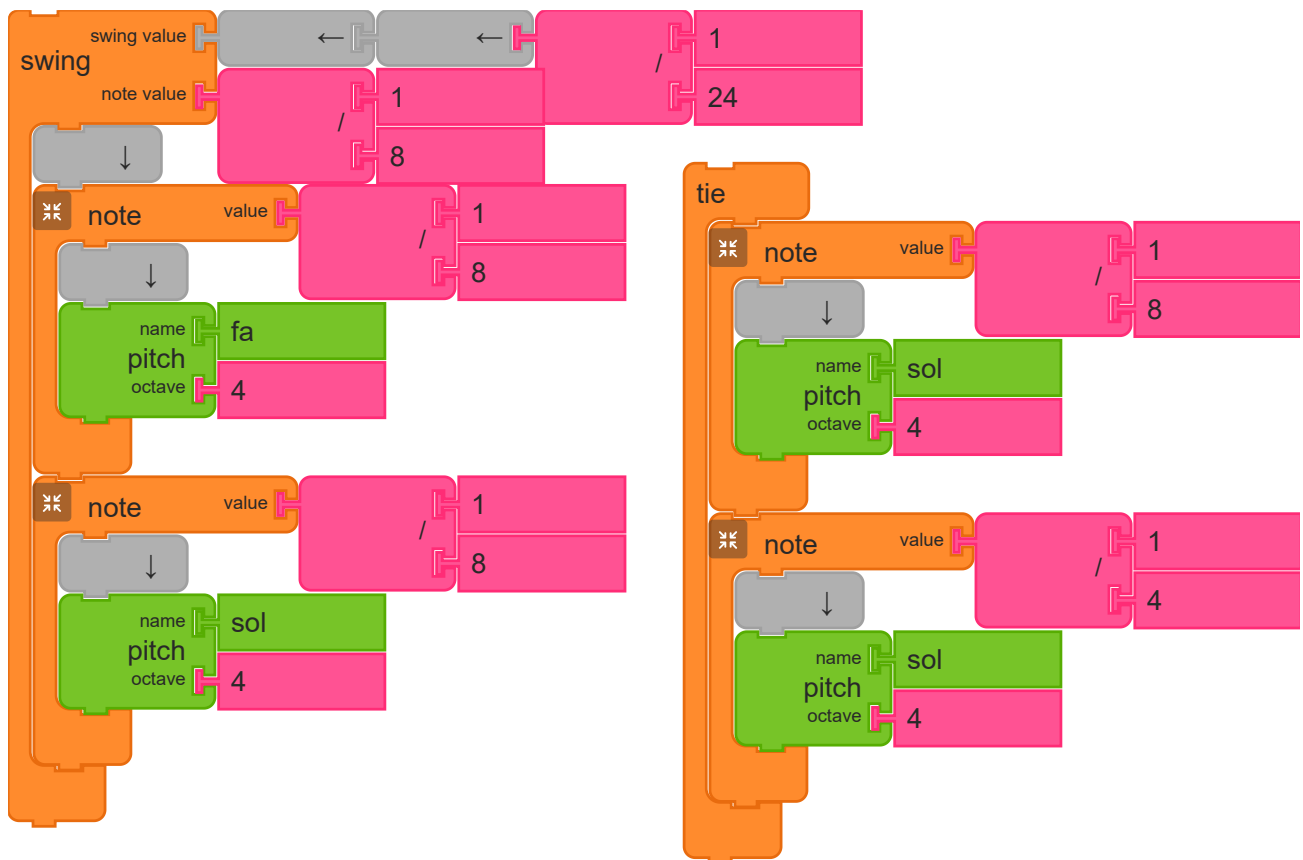 swing
swing value
←
←
/
1
24
note value
/
1
8
↓
note
value
/
1
8
↓
pitch
name
fa
octave
4
note
value
/
1
8
↓
pitch
name
sol
octave
4
tie
note
value
/
1
8
↓
pitch
name
sol
octave
4
note
value
/
1
4
↓
pitch
name
sol
octave
4